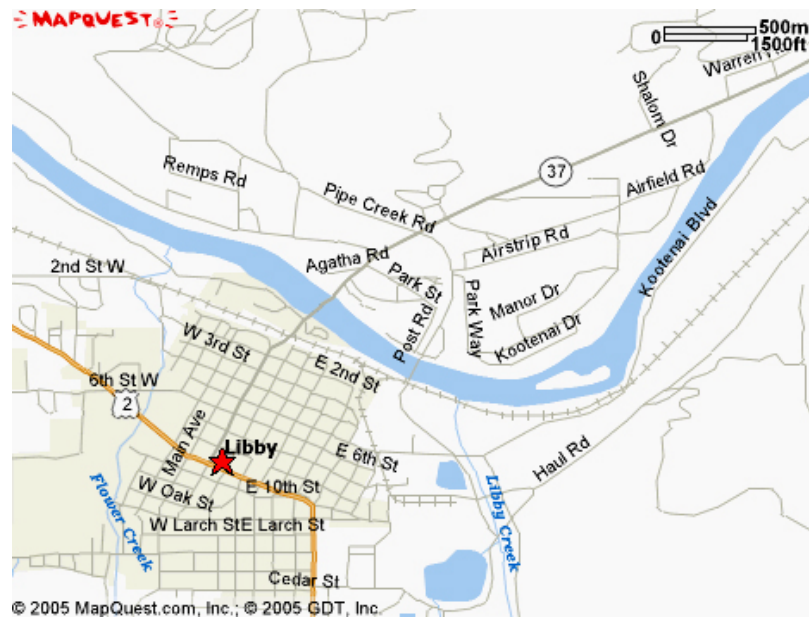 MAPQUEST
500m
0
1500ft
Warren
Shalom Dr
37
Remps Rd
Airfield Rd
Pipe Creek Rd
Kootenai Blvd
Airstrip Rd
Agatha Rd
2nd St W
Park St
Park Way
Manor Dr
Post Rd
Kootenai Dr
W 3rd St
E 2nd St
6th St W
2
Main Ave
Libby
E 6th St
Haul Rd
Flower Creek
W Oak St
E 10th St
Libby Creek
W Larch St
E Larch St
Cedar St
© 2005 MapQuest.com, Inc.; © 2005 GDT, Inc.